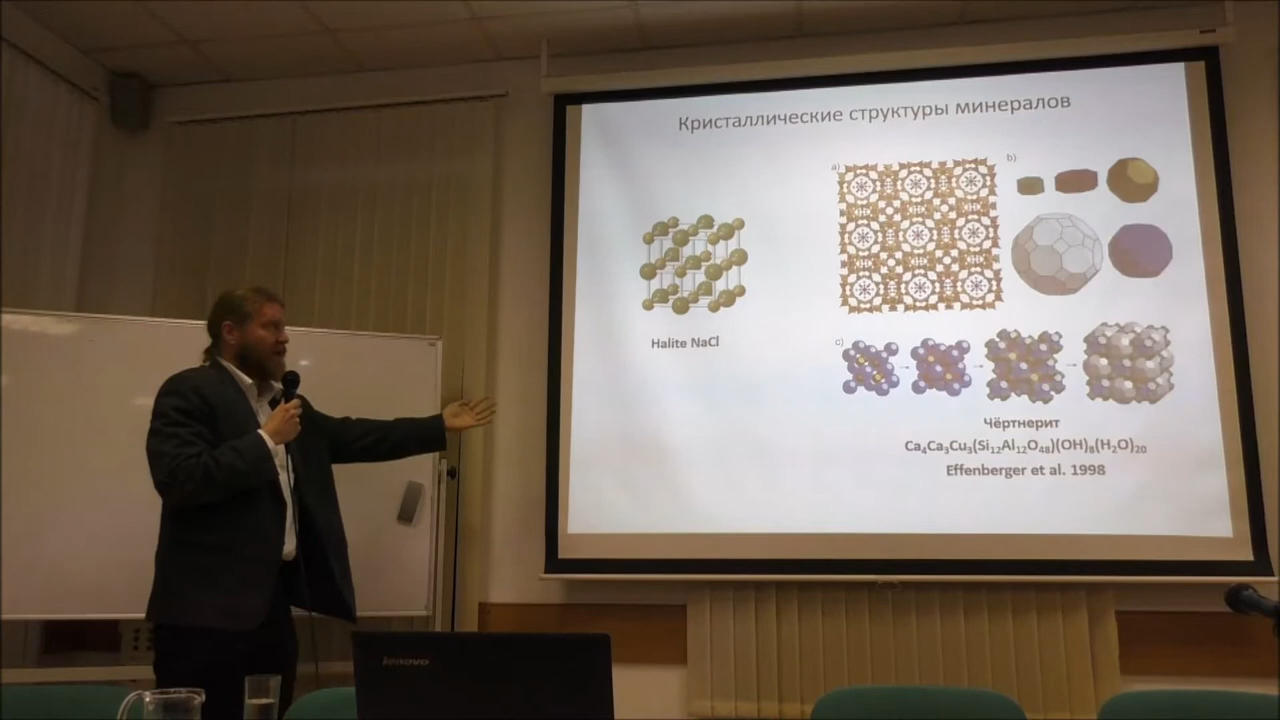 Кристаллические структуры минералов
a)
b)
Halite NaCl
c)
Чёртнерит
Ca₄Ca₃Cu₃(Si₁₂Al₁₂O₄₈)(OH)₈(H₂O)₂₀
Effenberger et al. 1998
lenovo